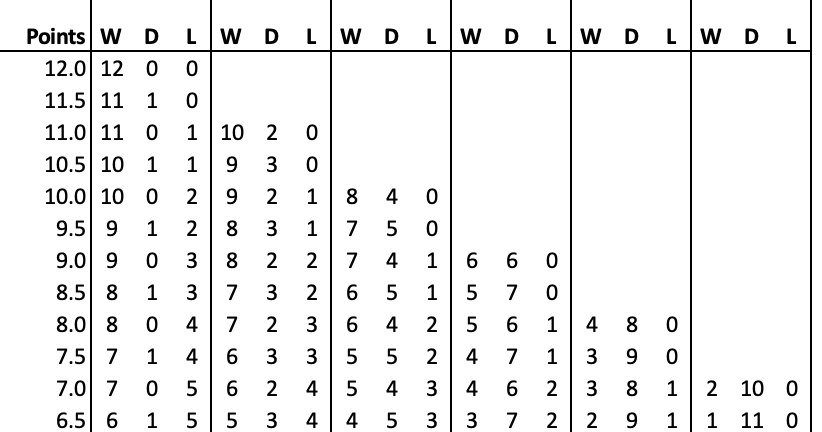 Points W D L W D L W D L W D L W D L W D L
12.0 12 0 0
11.5 11 1 0
11.0 11 0 1 10 2 0
10.5 10 1 1 9 3 0
10.0 10 0 2 9 2 1 8 4 0
9.5 9 1 2 8 3 1 7 5 0
9.0 9 0 3 8 2 2 7 4 1 6 6 0
8.5 8 1 3 7 3 2 6 5 1 5 7 0
8.0 8 0 4 7 2 3 6 4 2 5 6 1 4 8 0
7.5 7 1 4 6 3 3 5 5 2 4 7 1 3 9 0
7.0 7 0 5 6 2 4 5 4 3 4 6 2 3 8 1 2 10 0
6.5 6 1 5 5 3 4 4 5 3 3 7 2 2 9 1 1 11 0